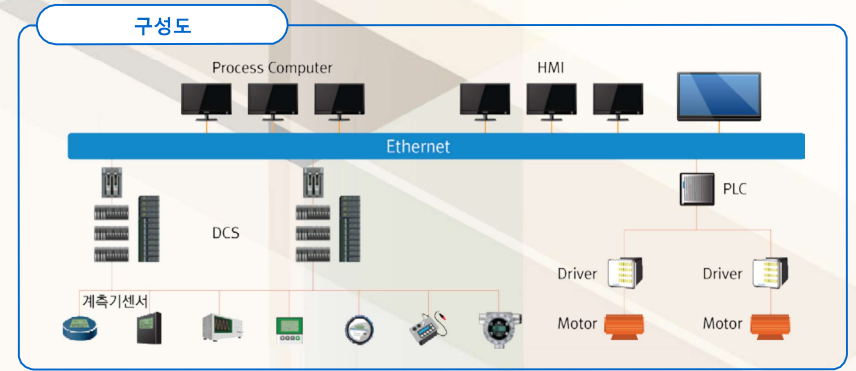 구성도
Process Computer
HMI
Ethernet
DCS
PLC
계측기센서
Driver
Driver
Motor
Motor